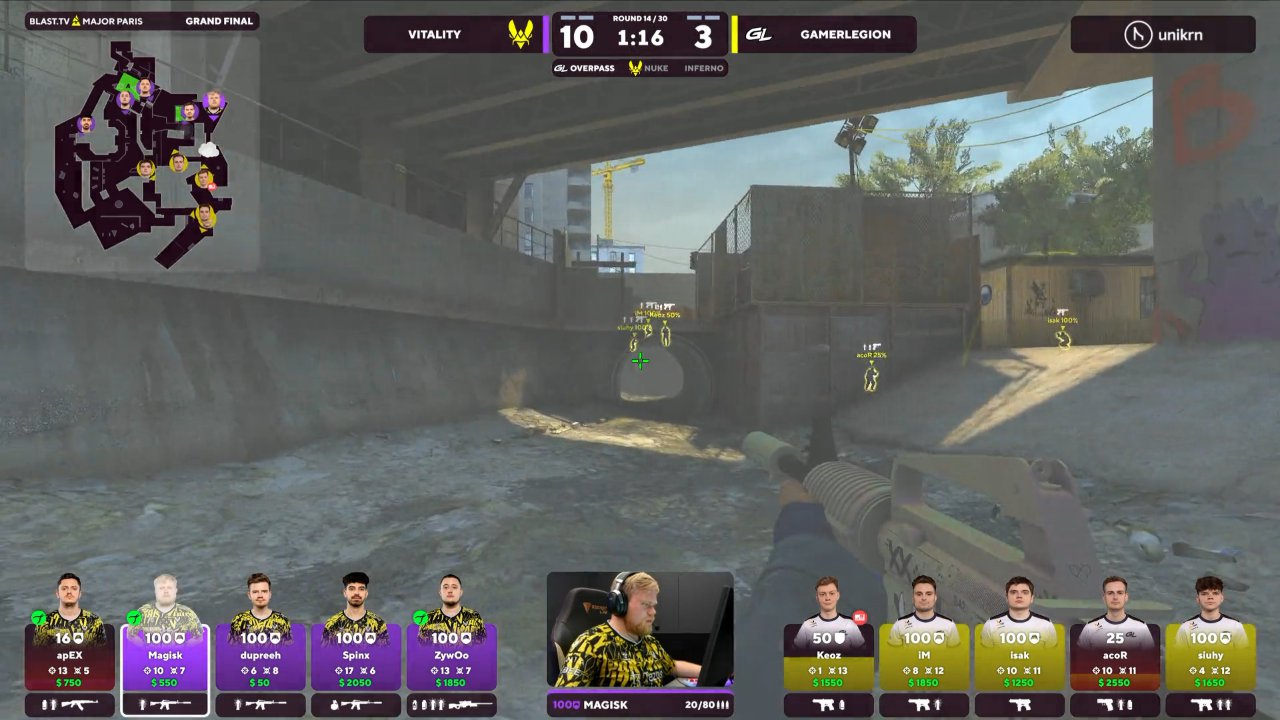 BLAST.TV MAJOR PARIS GRAND FINAL
VITALITY
10
ROUND 14 / 30
1:16
3
GL GAMERLEGION
unikrn
GL OVERPASS NUKE INFERNO
A
B
iM 100%
Keoz 50%
siuhy 100%
isak 100%
acoR 25%
16 apEX 13 5 $750
100 Magisk 10 7 $550
100 dupreeh 6 8 $50
100 Spinx 17 6 $2050
100 ZywOo 13 7 $1850
100 MAGISK 20/80
50 Keoz 1 13 $1550
100 iM 8 12 $1850
100 isak 10 11 $1250
25 acoR 10 11 $2550
100 siuhy 4 12 $1650